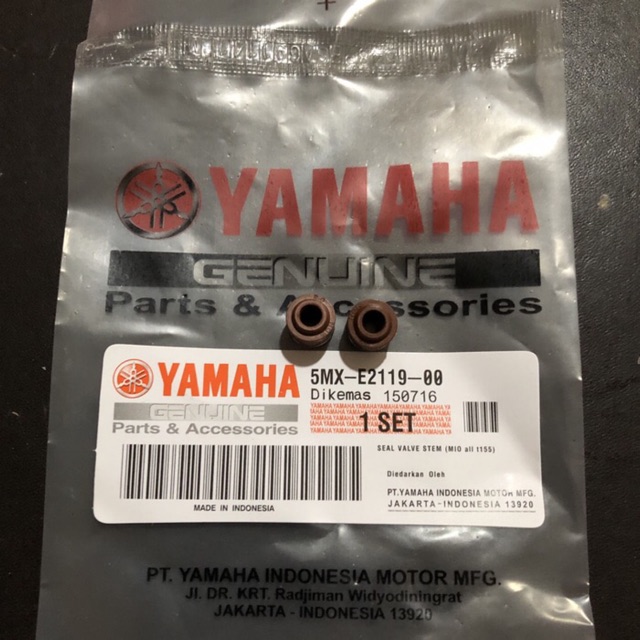 YAMAHA
GENUINE
Parts & Accessories
YAMAHA
GENUINE
Parts & Accessories
MADE IN INDONESIA
5MX-E2119-00
Dikemas 150716
1 SET
SEAL VALVE STEM (MIO all t155)
Diedarkan Oleh
PT.YAMAHA INDONESIA MOTOR MFG.
JAKARTA-INDONESIA 13920
PT. YAMAHA INDONESIA MOTOR MFG.
JI. DR. KRT. Radjiman Widyodiningrat
JAKARTA - INDONESIA 13920